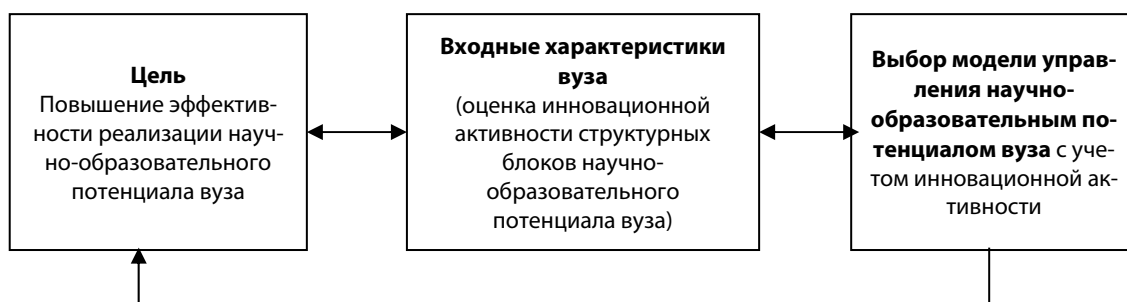 Цель
Повышение эффектив-
ности реализации науч-
но-образовательного
потенциала вуза
Входные характеристики
вуза
(оценка инновационной
активности структурных
блоков научно-
образовательного
потенциала вуза)
Выбор модели управ-
ления научно-
образовательным по-
тенциалом вуза с уче-
том инновационной ак-
тивности